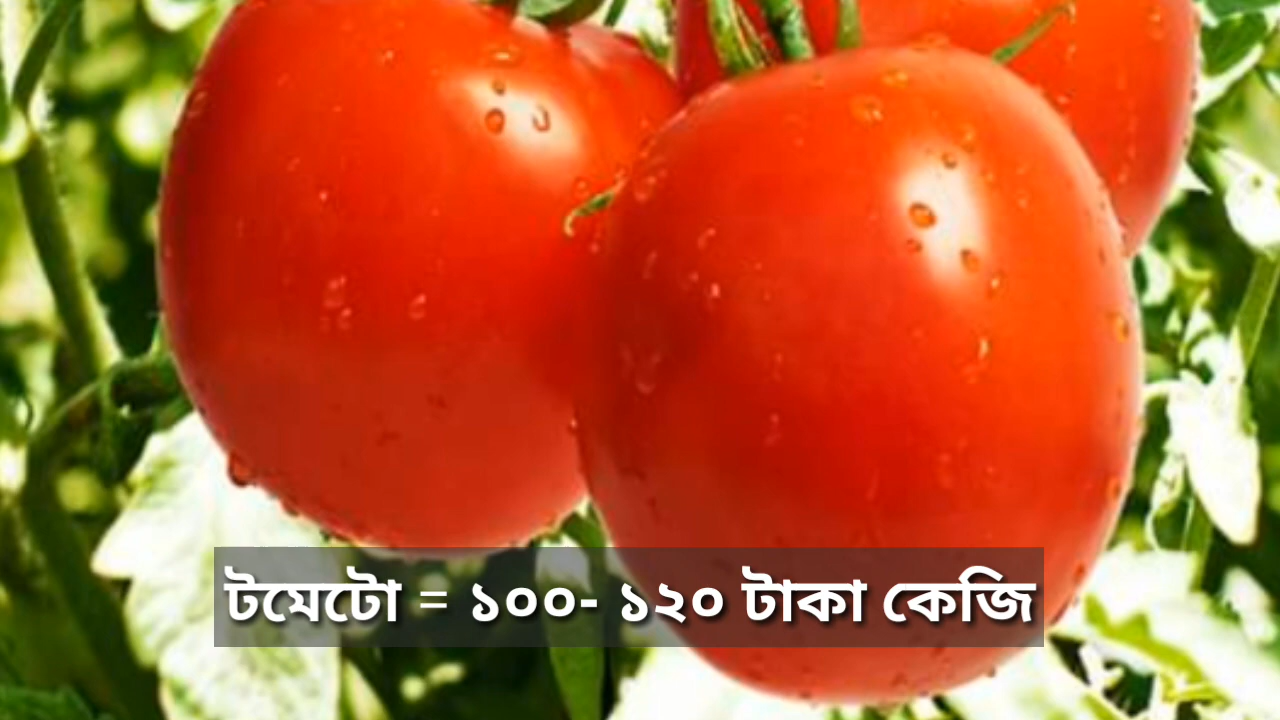 টমেটো = ১০০- ১২০ টাকা কেজি